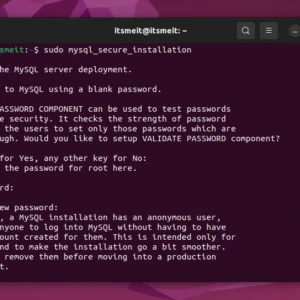 itsmeit@itsmeit: ~
smeit:~$ sudo mysql_secure_installation
he MySQL server deployment.
to MySQL using a blank password.
ASSWORD COMPONENT can be used to test passwords
e security. It checks the strength of password
the users to set only those passwords which are
ugh. Would you like to setup VALIDATE PASSWORD component?
for Yes, any other key for No:
the password for root here.
rd:
ew password:
, a MySQL installation has an anonymous user,
nyone to log into MySQL without having to have
ount created for them. This is intended only for
nd to make the installation go a bit smoother.
remove them before moving into a production
t.